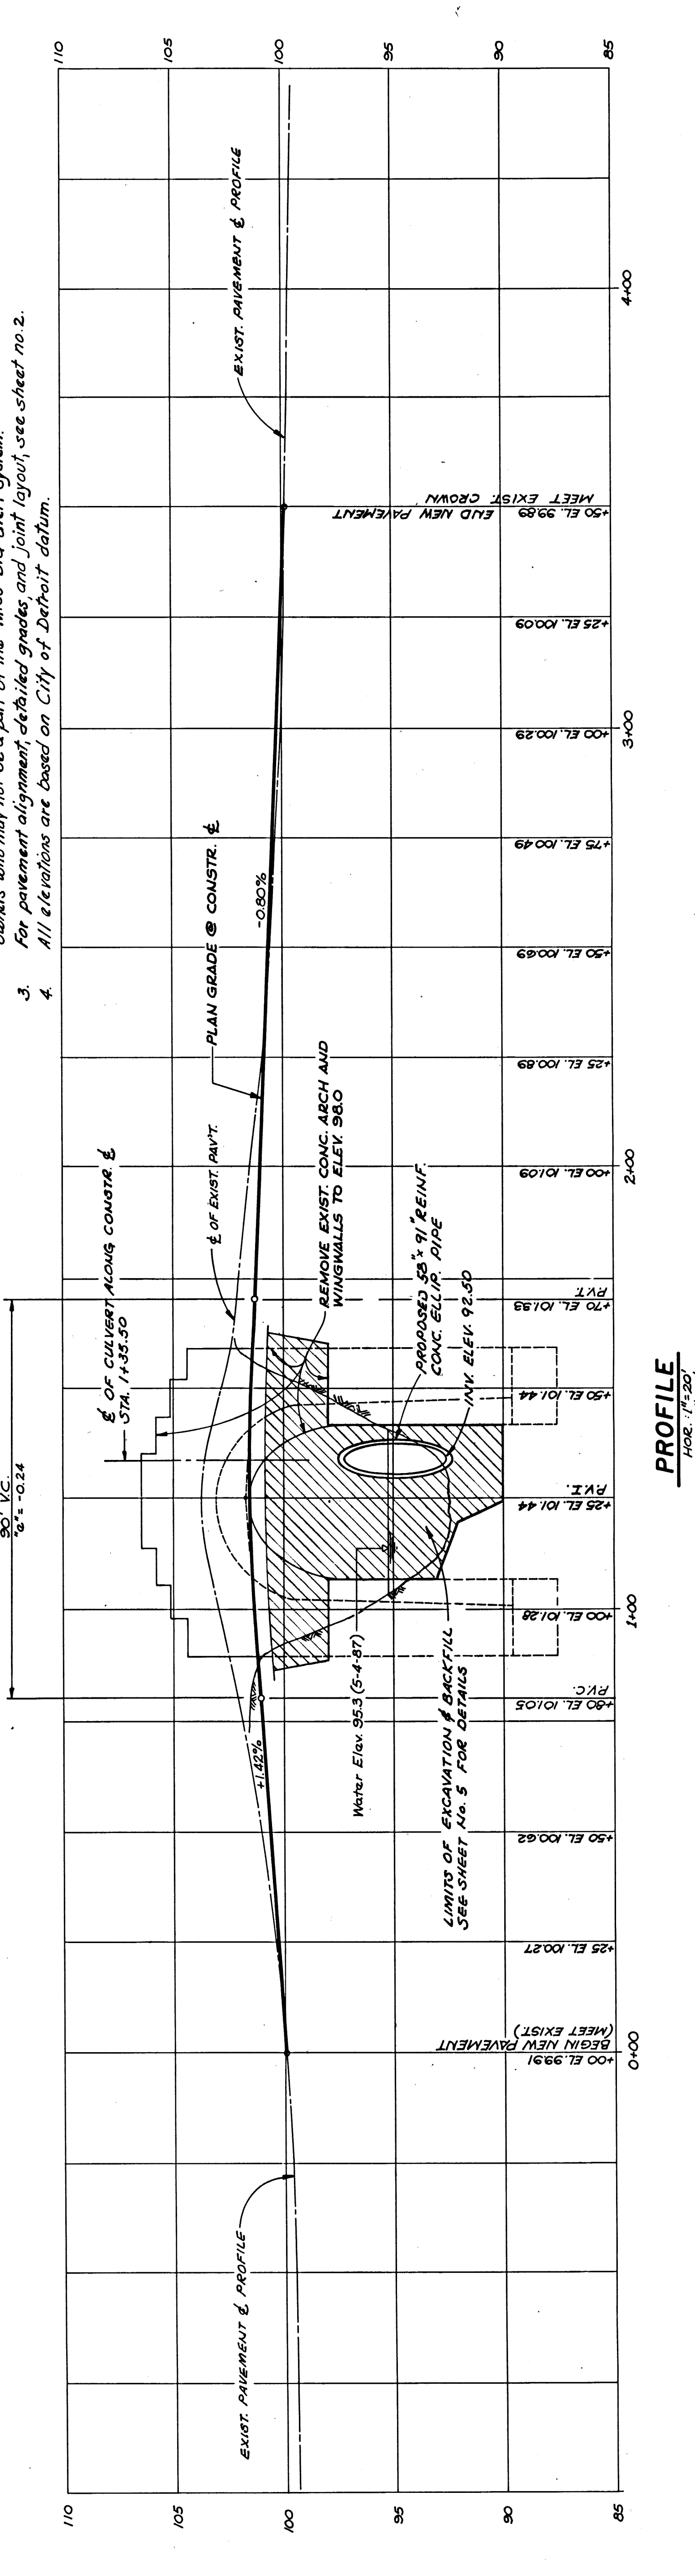 3. For pavement alignment, detailed grades, and joint layout, see sheet no. 2.
4. All elevations are based on City of Detroit datum.
90' V.C.
"e" = -0.24
110
105
100
95
90
85
110
105
100
95
90
85
℄ OF CULVERT ALONG CONSTR. ℄
STA. 1+35.50
EXIST. PAVEMENT ℄ PROFILE
+1.42%
℄ OF EXIST. PAV'T.
PLAN GRADE @ CONSTR. ℄
-0.80%
EXIST. PAVEMENT ℄ PROFILE
REMOVE EXIST. CONC. ARCH AND
WINGWALLS TO ELEV. 98.0
PROPOSED 58" x 91" REINF.
CONC. ELLIP. PIPE
INV. ELEV. 92.50
Water Elev. 95.3 (5-4-87)
LIMITS OF EXCAVATION & BACKFILL
SEE SHEET No. 5 FOR DETAILS
+00 EL. 99.91
BEGIN NEW PAVEMENT
(MEET EXIST.)
+25 EL. 100.27
+50 EL. 100.62
+80 EL. 101.05
P.V.C.
+00 EL. 101.28
+25 EL. 101.44
P.V.I.
+50 EL. 101.44
+70 EL. 101.33
P.V.T.
+00 EL. 101.09
+25 EL. 100.89
+50 EL. 100.69
+75 EL. 100.49
+00 EL. 100.29
+25 EL. 100.09
+50 EL. 99.89
END NEW PAVEMENT
MEET EXIST. CROWN
0+00
1+00
2+00
3+00
4+00
PROFILE
HOR.: 1"=20'